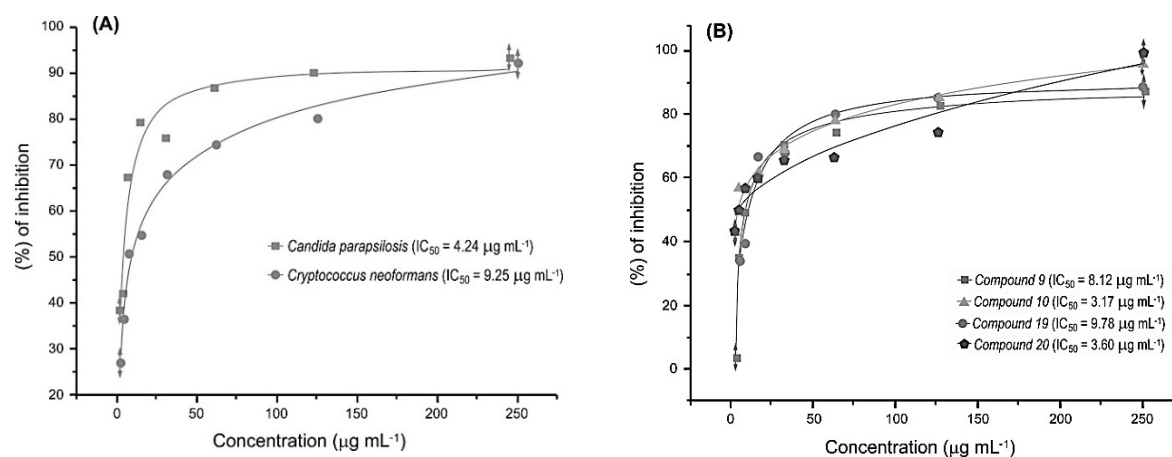 (A)
100
90
80
70
60
50
40
30
20
(%) of inhibition
0
50
100
150
200
250
Concentration (µg mL⁻¹)
Candida parapsilosis (IC₅₀ = 4.24 µg mL⁻¹)
Cryptococcus neoformans (IC₅₀ = 9.25 µg mL⁻¹)
(B)
100
80
60
40
20
0
(%) of inhibition
0
50
100
150
200
250
Concentration (µg mL⁻¹)
Compound 9 (IC₅₀ = 8.12 µg mL⁻¹)
Compound 10 (IC₅₀ = 3.17 µg mL⁻¹)
Compound 19 (IC₅₀ = 9.78 µg mL⁻¹)
Compound 20 (IC₅₀ = 3.60 µg mL⁻¹)